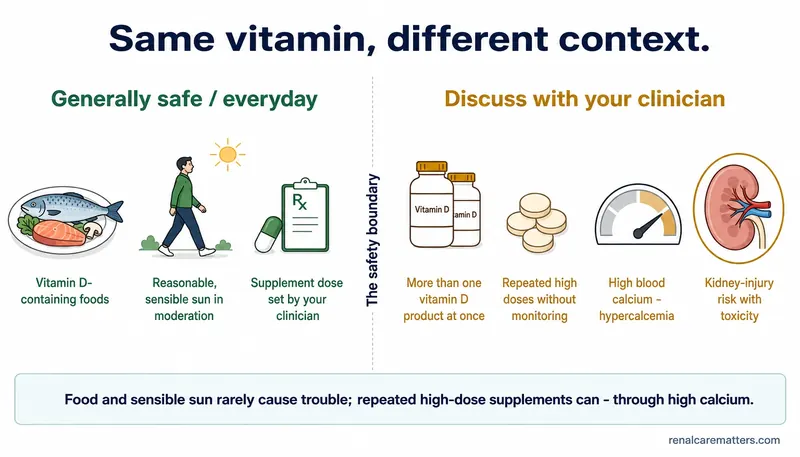 Same vitamin, different context.
Generally safe / everyday
Rx
Vitamin D-
containing foods
Reasonable,
sensible sun in
moderation
Supplement dose
set by your
clinician
The safety boundary
Discuss with your clinician
Vitamin D
amin D
More than one
vitamin D
product at once
Repeated high
doses without
monitoring
High blood
calcium –
hypercalcemia
Kidney-injury
risk with
toxicity
Food and sensible sun rarely cause trouble; repeated high-dose supplements can – through high calcium.
renalcarematters.com